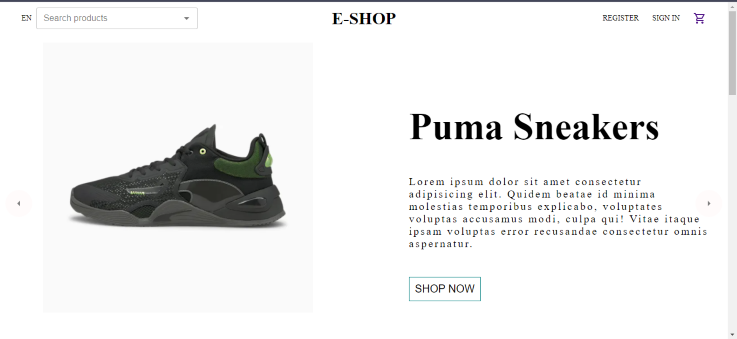 EN
Search products
E-SHOP
REGISTER
SIGN IN
Puma Sneakers
Lorem ipsum dolor sit amet consectetur
adipisicing elit. Quidem beatae id minima
molestias temporibus explicabo, voluptates
voluptas accusamus modi, culpa qui! Vitae itaque
ipsam voluptas error recusandae consectetur omnis
aspernatur.
SHOP NOW